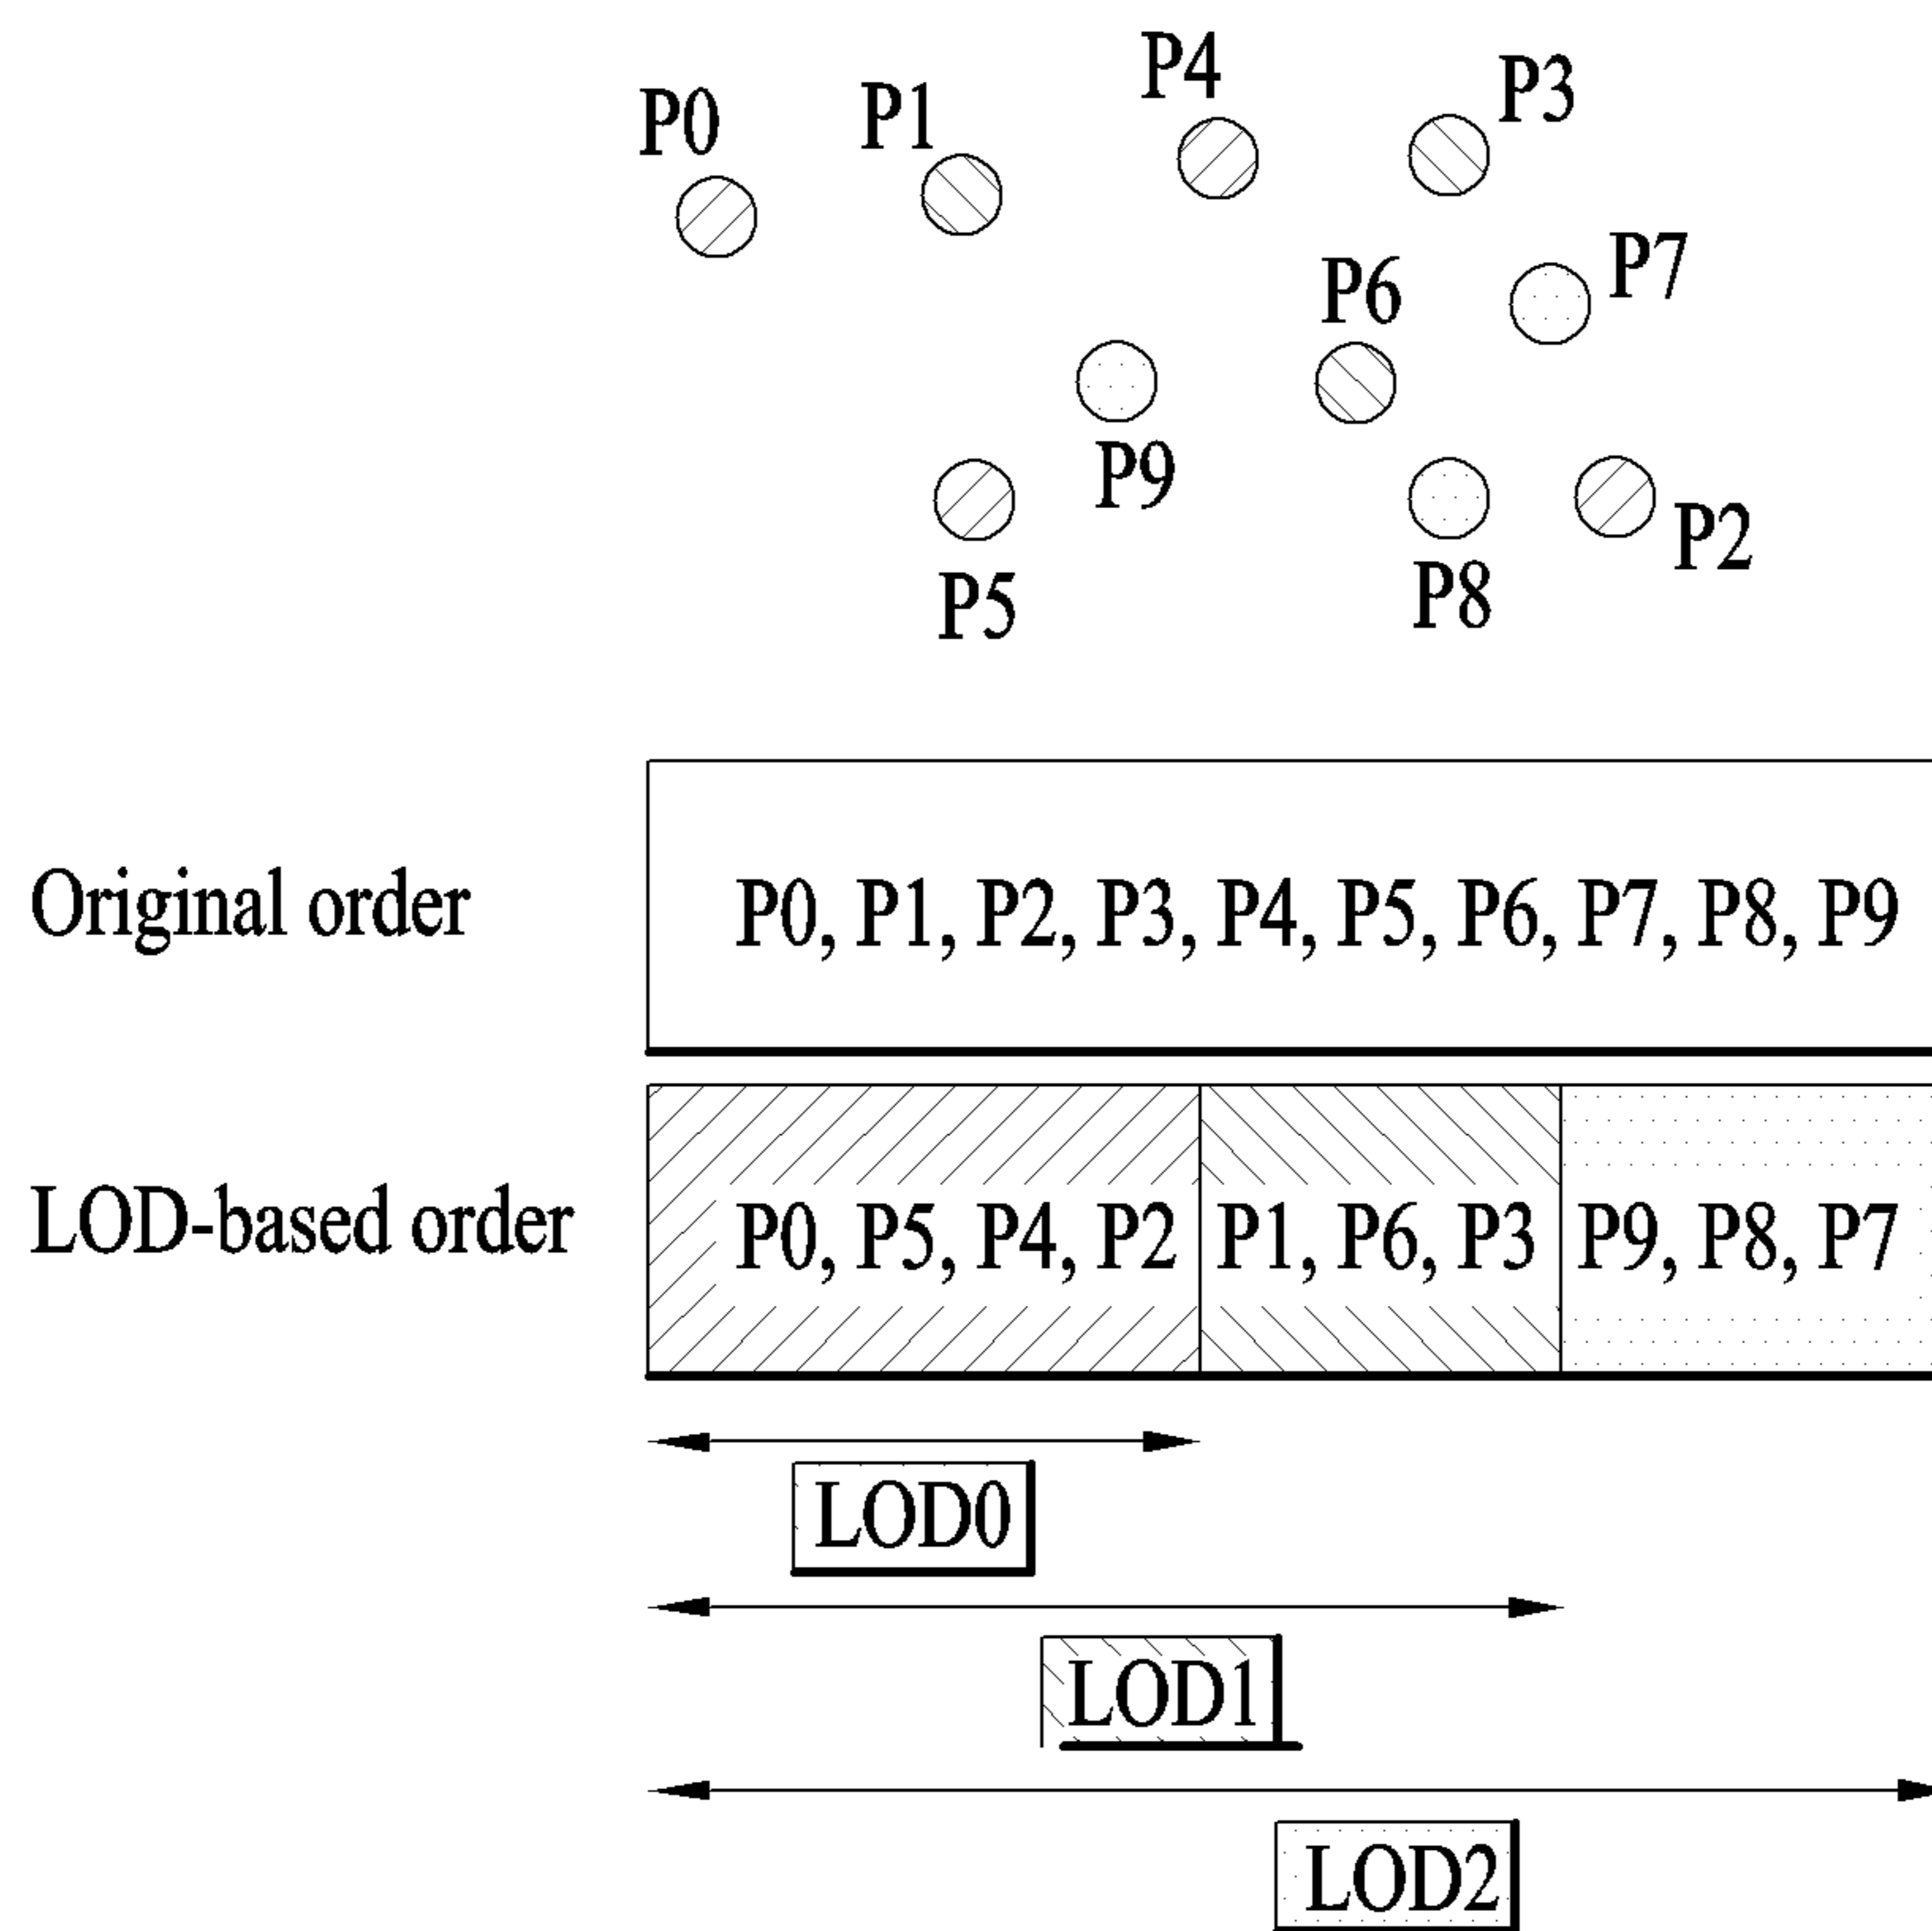 P4
P3
P0
P1
P7
P6
P9
P2
P8
P5
Original order
P0, P1, P2, P3, P4, P5, P6, P7, P8, P9
LOD-based order
P0, P5, P4, P2 P1, P6, P3 P9, P8, P7
LOD0
LOD1
LOD2